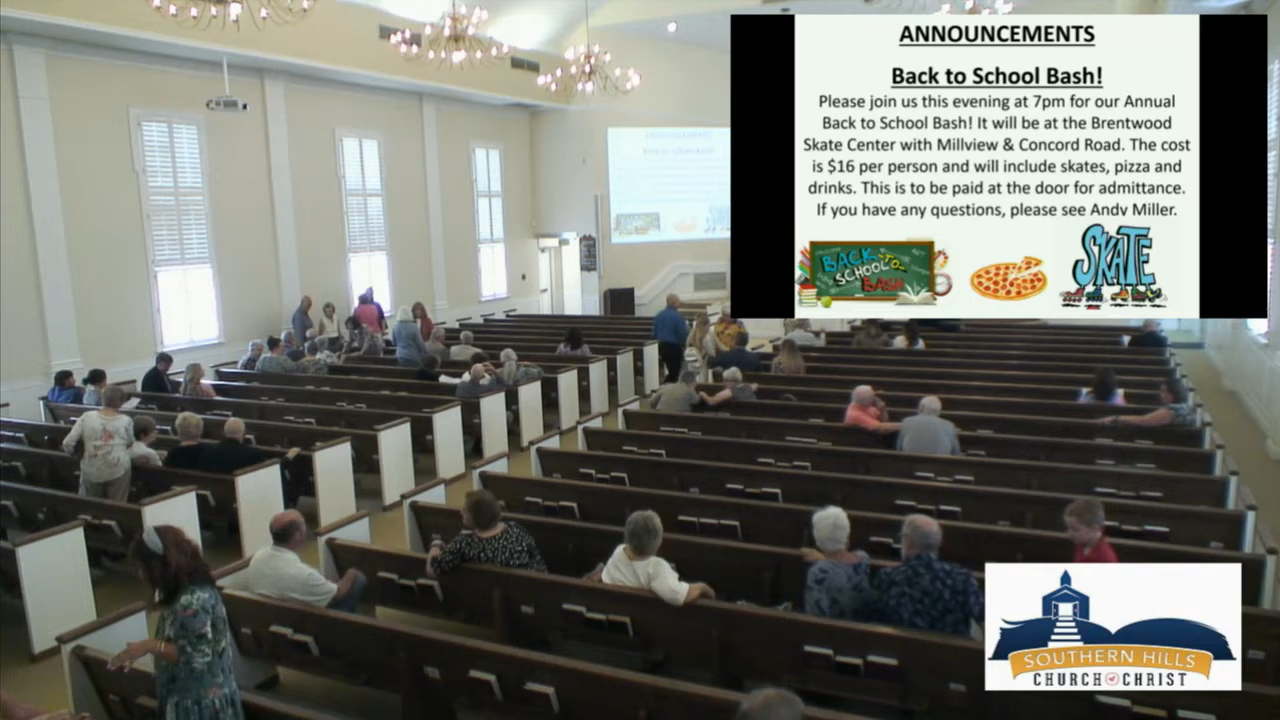 ANNOUNCEMENTS
Back to School Bash!
Please join us this evening at 7pm for our Annual
Back to School Bash! It will be at the Brentwood
Skate Center with Millview & Concord Road. The cost
is $16 per person and will include skates, pizza and
drinks. This is to be paid at the door for admittance.
If you have any questions, please see Andy Miller.
BACK TO
SCHOOL
BASH
SKATE
SOUTHERN HILLS
CHURCH OF CHRIST